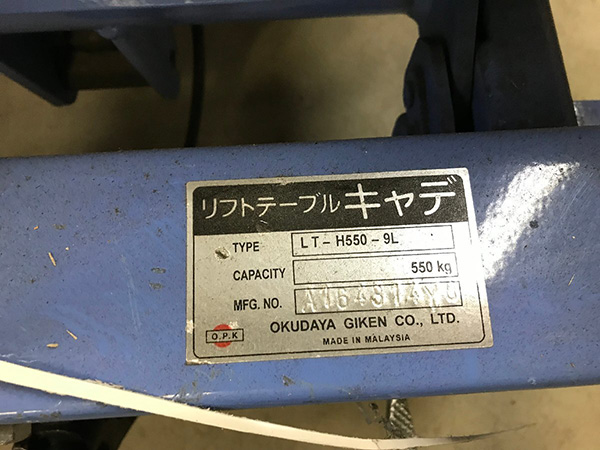 リフトテーブル キャデ
TYPE LT-H550-9L
CAPACITY 550 kg
MFG. NO.
O.P.K
OKUDAYA GIKEN CO., LTD.
MADE IN MALAYSIA